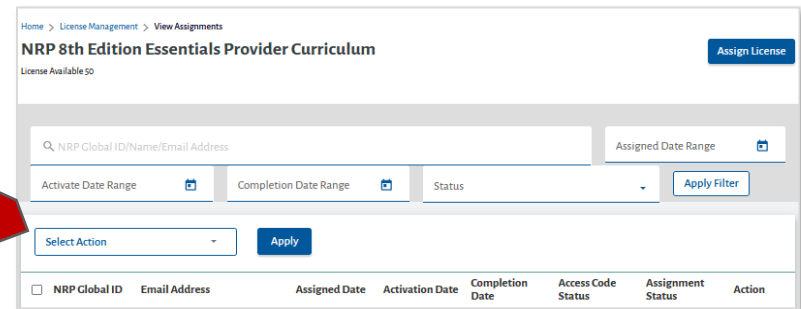 Home > License Management > View Assignments
NRP 8th Edition Essentials Provider Curriculum
Assign License
License Available 50
NRP Global ID/Name/Email Address
Assigned Date Range
Activate Date Range
Completion Date Range
Status
Apply Filter
Select Action
Apply
NRP Global ID Email Address Assigned Date Activation Date Completion Date Access Code Status Assignment Status Action